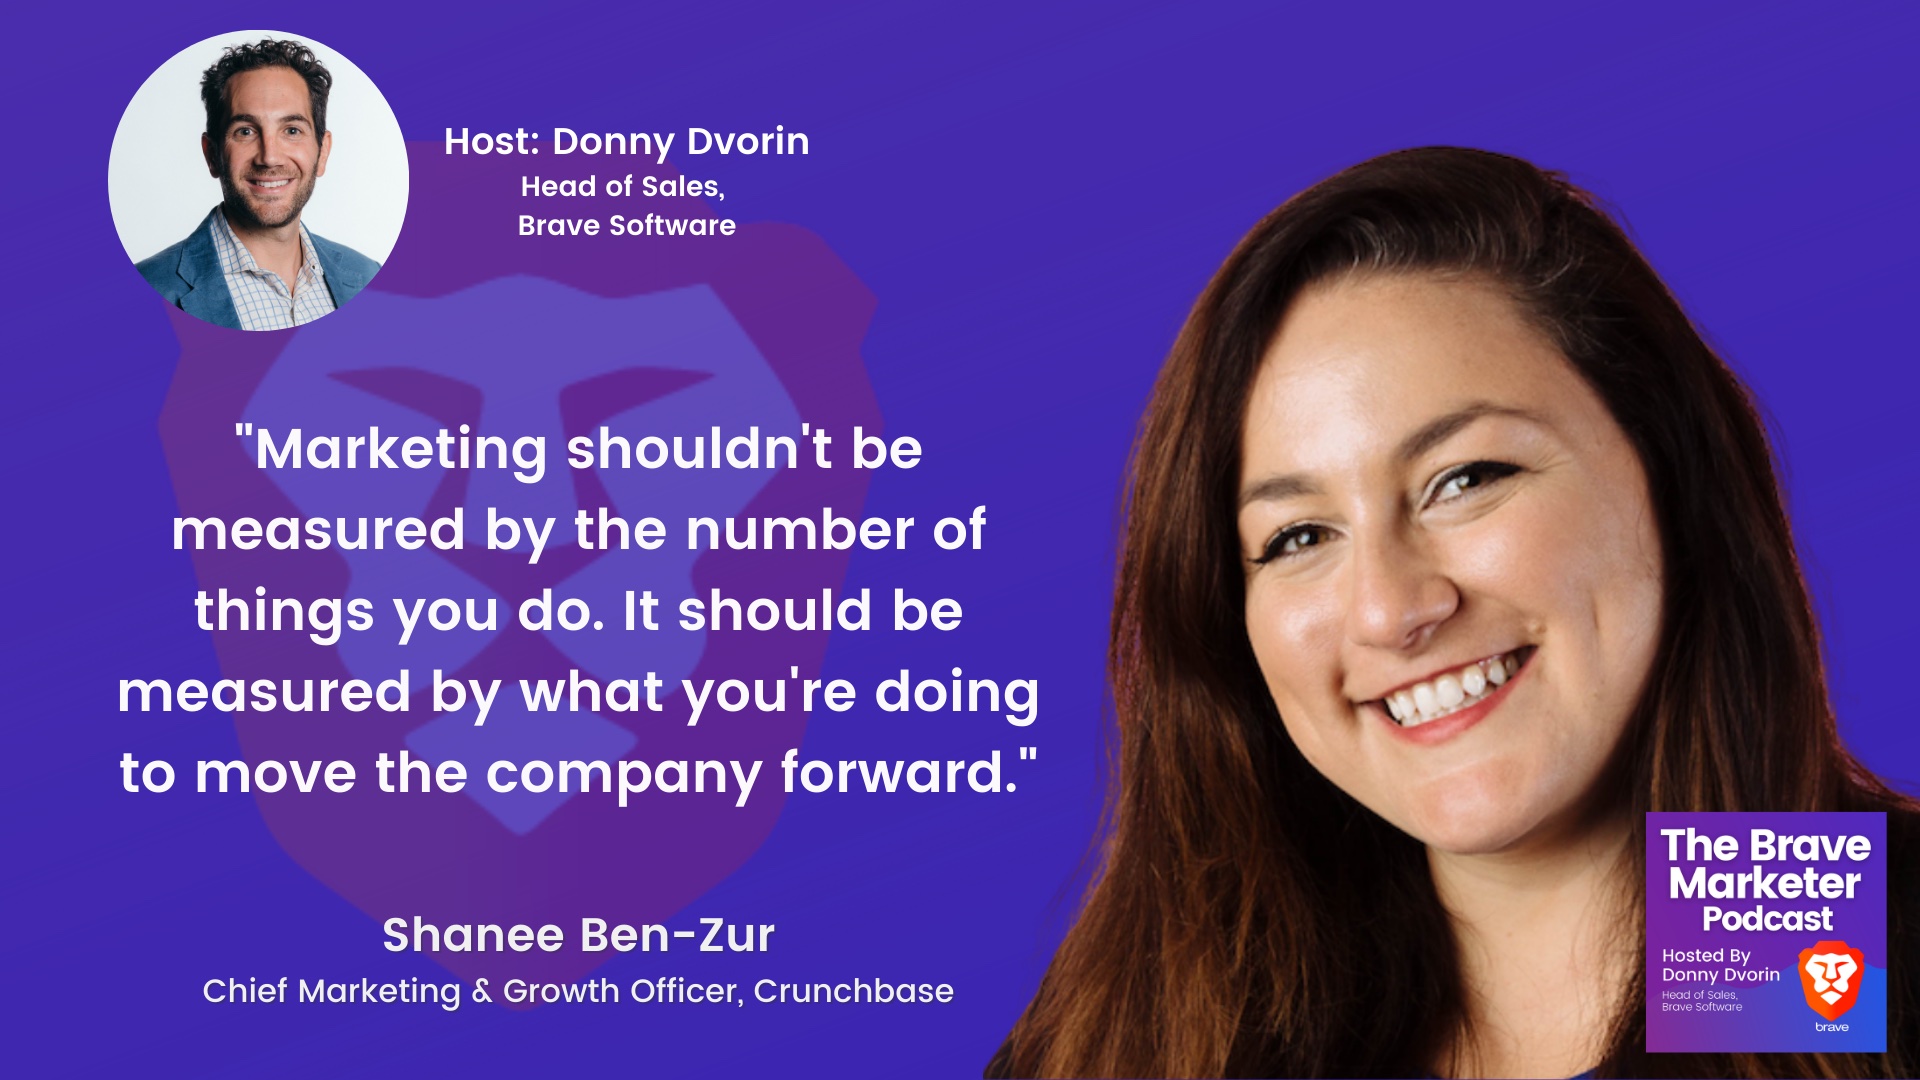 Host: Donny Dvorin
Head of Sales,
Brave Software
"Marketing shouldn't be
measured by the number of
things you do. It should be
measured by what you're doing
to move the company forward."
Shanee Ben-Zur
Chief Marketing & Growth Officer, Crunchbase
The Brave
Marketer
Podcast
Hosted By
Donny Dvorin
Head of Sales,
Brave Software
brave